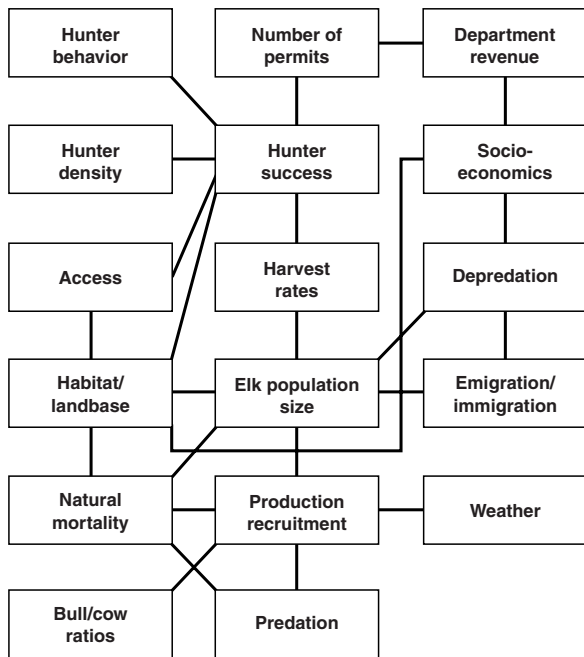 Hunter
behavior
Number of
permits
Department
revenue
Hunter
density
Hunter
success
Socio-
economics
Access
Harvest
rates
Depredation
Habitat/
landbase
Elk population
size
Emigration/
immigration
Natural
mortality
Production
recruitment
Weather
Bull/cow
ratios
Predation